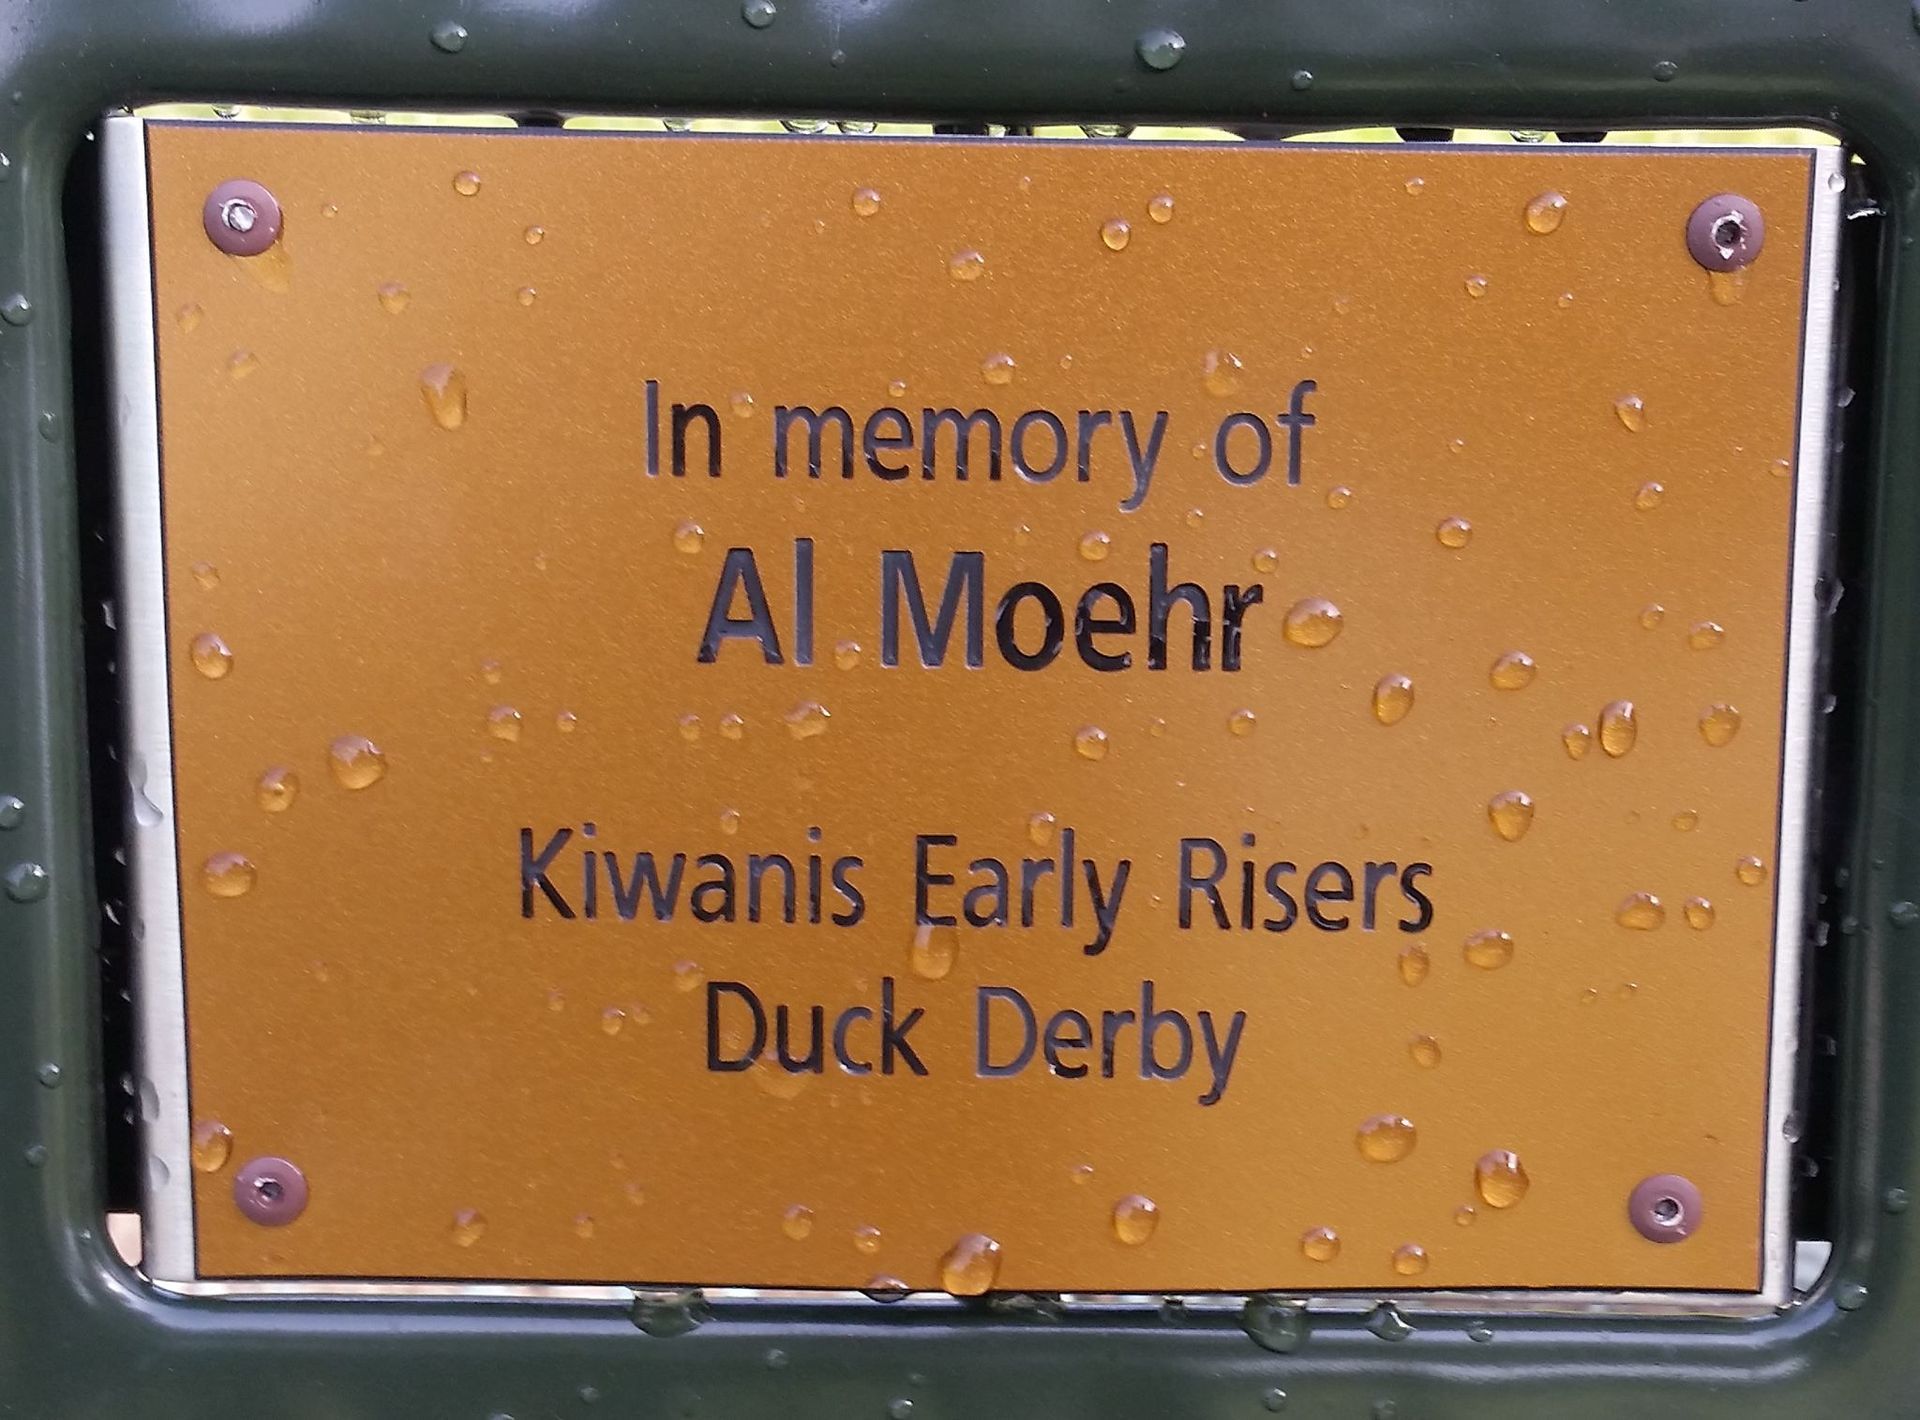 In memory of
Al Moehr
Kiwanis Early Risers
Duck Derby